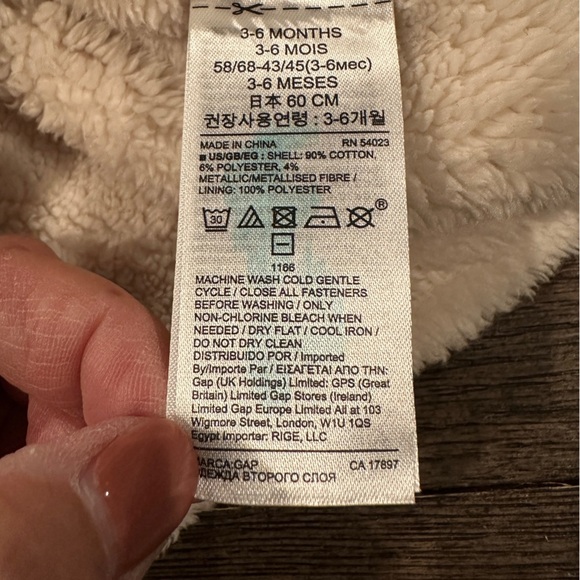 3-6 MONTHS
3-6 MOIS
58/68-43/45(3-6мес)
3-6 MESES
日本 60 CM
권장사용연령 : 3-6개월
MADE IN CHINA RN 54023
■ US/GB/EG : SHELL: 90% COTTON,
6% POLYESTER, 4%
METALLIC/METALLISED FIBRE /
LINING: 100% POLYESTER
30 ®
1166
MACHINE WASH COLD GENTLE
CYCLE / CLOSE ALL FASTENERS
BEFORE WASHING / ONLY
NON-CHLORINE BLEACH WHEN
NEEDED / DRY FLAT / COOL IRON /
DO NOT DRY CLEAN
DISTRIBUIDO POR / Imported
By/Importe Par / ΕΙΣΑΓΕΤΑΙ ΑΠΟ ΤΗΝ:
Gap (UK Holdings) Limited: GPS (Great
Britain) Limited Gap Stores (Ireland)
Limited Gap Europe Limited All at 103
Wigmore Street, London, W1U 1QS
Egypt Importer: RIGE, LLC
MARCA:GAP CA 17897
ОДЕЖДА ВТОРОГО СЛОЯ